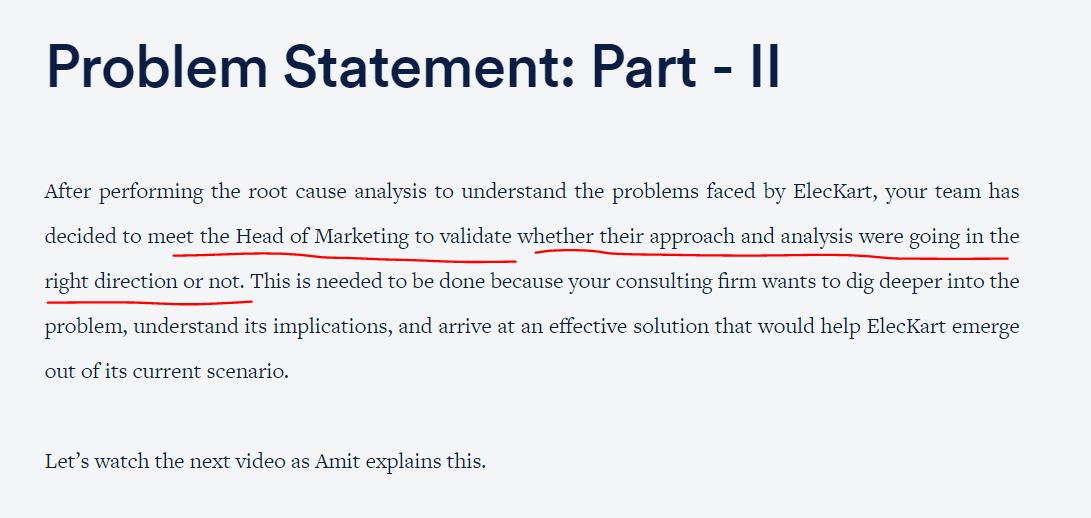 Problem Statement: Part - II
After performing the root cause analysis to understand the problems faced by ElecKart, your team has
decided to meet the Head of Marketing to validate whether their approach and analysis were going in the
right direction or not. This is needed to be done because your consulting firm wants to dig deeper into the
problem, understand its implications, and arrive at an effective solution that would help ElecKart emerge
out of its current scenario.
Let’s watch the next video as Amit explains this.